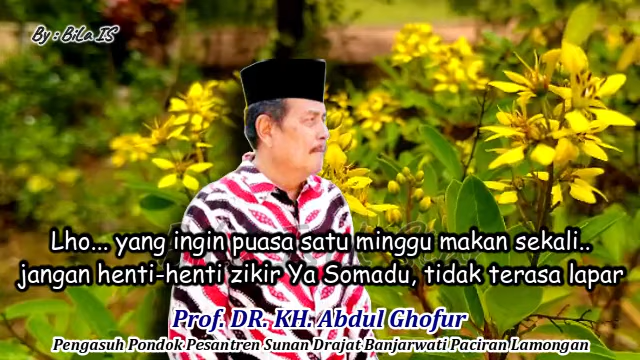 By : BiLa IS
Lho... yang ingin puasa satu minggu makan sekali..
jangan henti-henti zikir Ya Somadu, tidak terasa lapar
Prof. DR. KH. Abdul Ghofur
Pengasuh Pondok Pesantren Sunan Drajat Banjarwati Paciran Lamongan